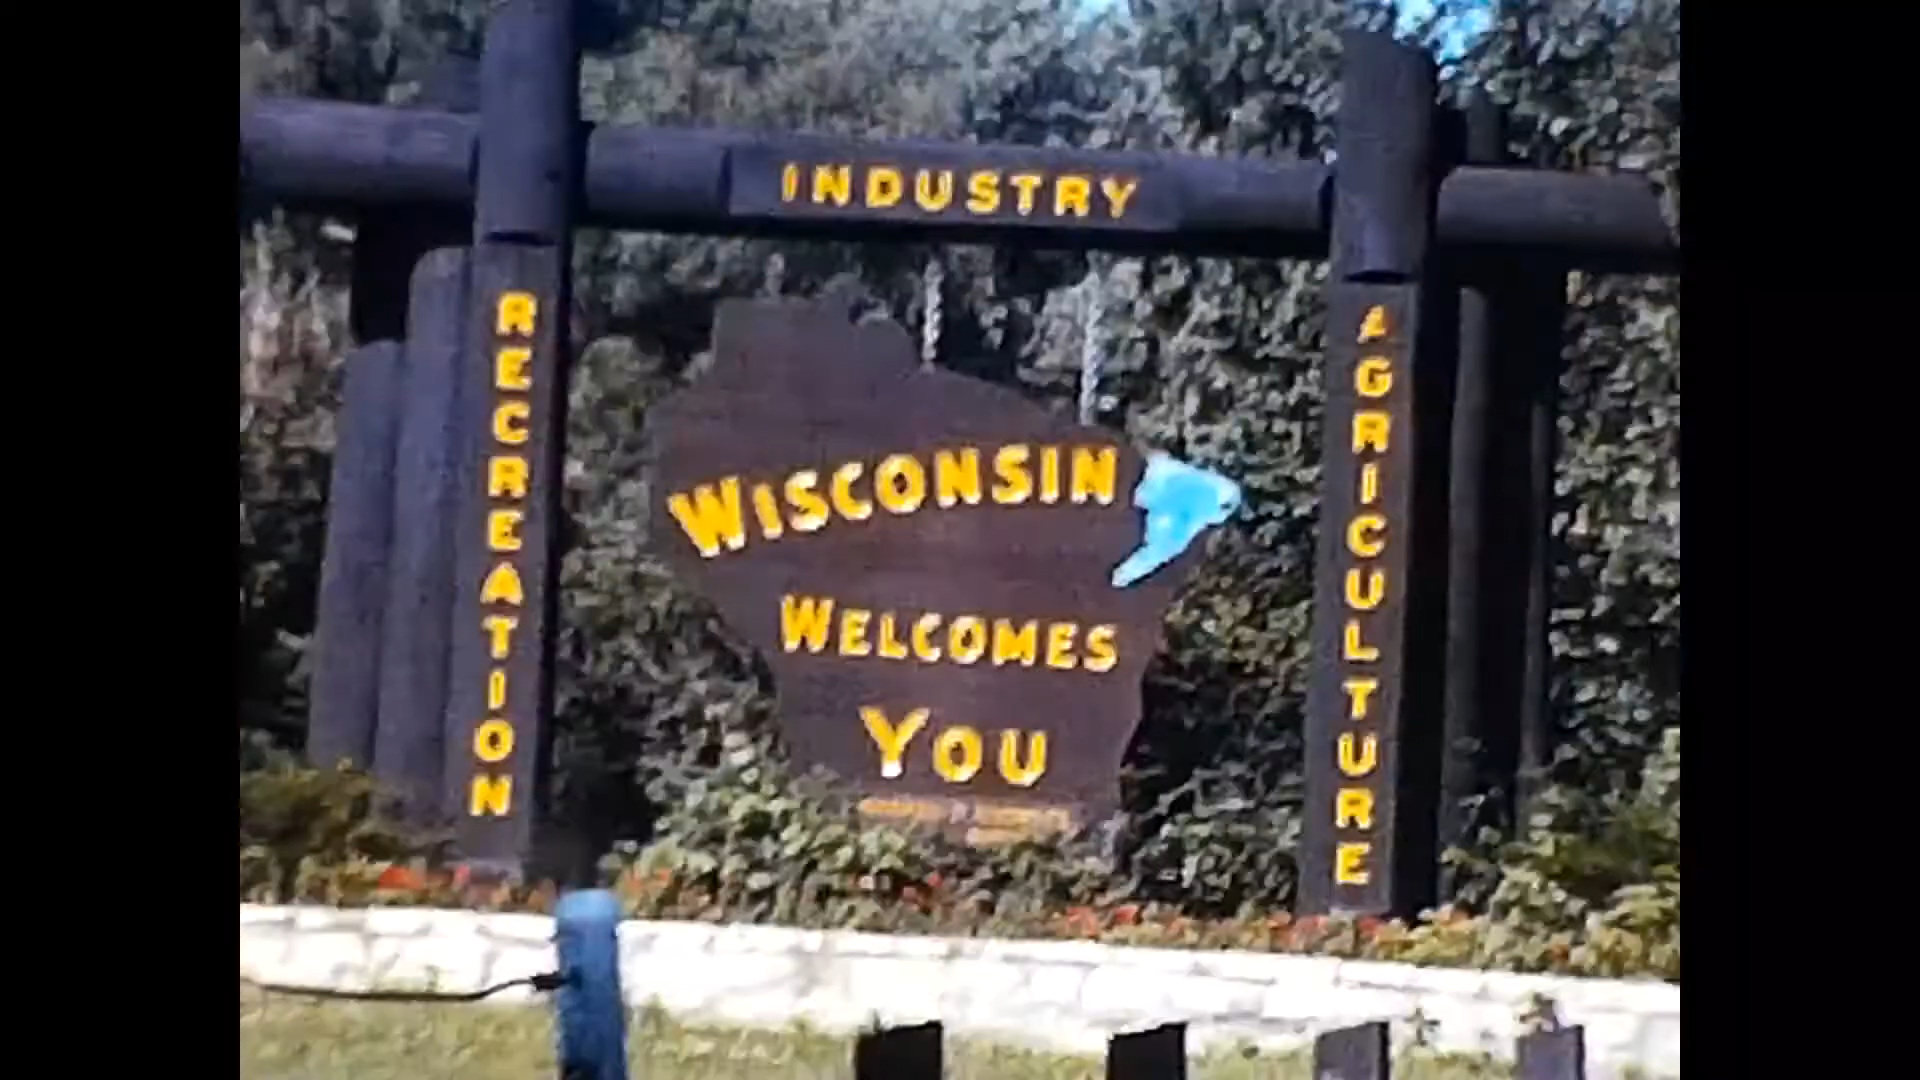 INDUSTRY
RECREATION
WISCONSIN
WELCOMES
YOU
AGRICULTURE